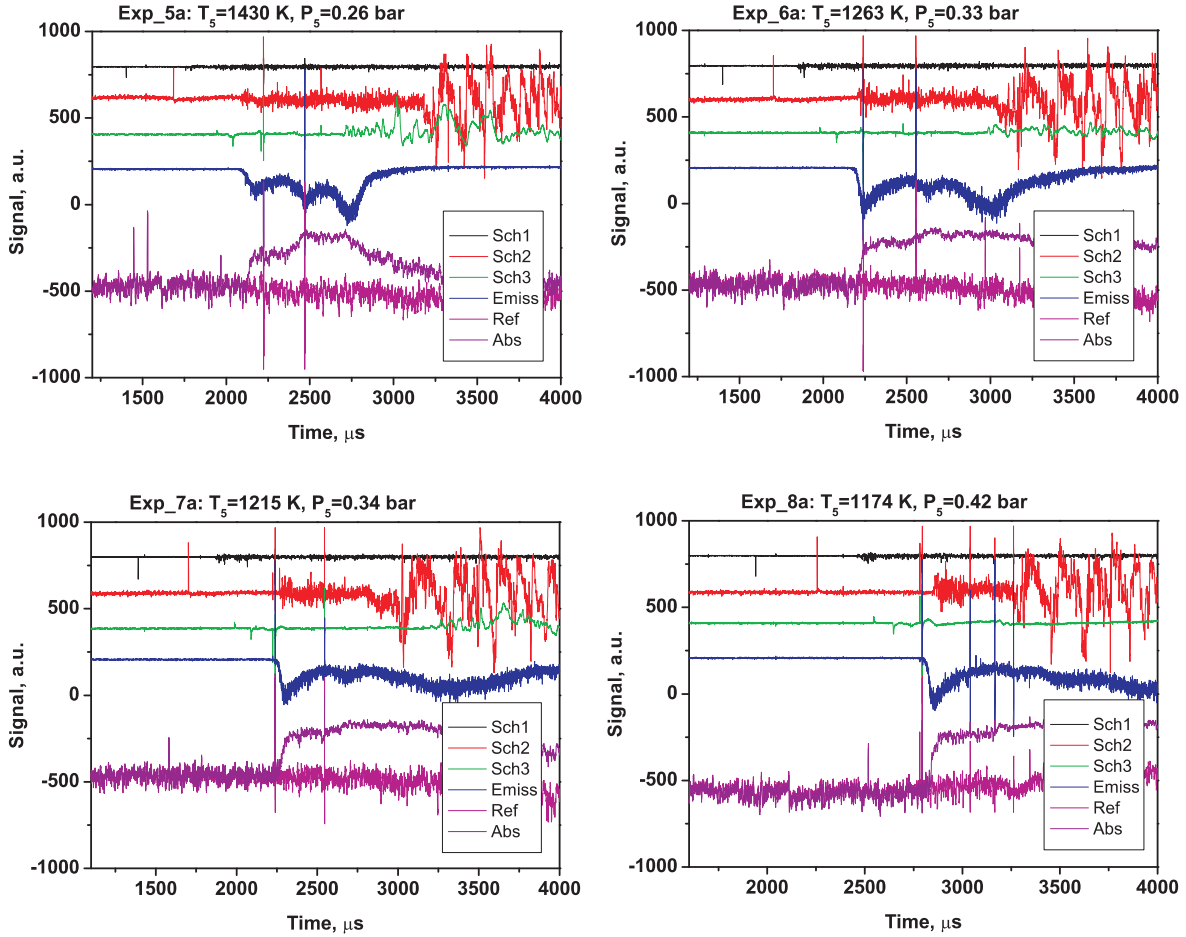 Exp_5a: T5=1430 K, P5=0.26 bar
1000
500
0
-500
-1000
Signal, a.u.
Sch1
Sch2
Sch3
Emiss
Ref
Abs
1500 2000 2500 3000 3500 4000
Time, μs
Exp_6a: T5=1263 K, P5=0.33 bar
1000
500
0
-500
-1000
Signal, a.u.
Sch1
Sch2
Sch3
Emiss
Ref
Abs
1500 2000 2500 3000 3500 4000
Time, μs
Exp_7a: T5=1215 K, P5=0.34 bar
1000
500
0
-500
-1000
Signal, a.u.
Sch1
Sch2
Sch3
Emiss
Ref
Abs
1500 2000 2500 3000 3500 4000
Time, μs
Exp_8a: T5=1174 K, P5=0.42 bar
1000
500
0
-500
-1000
Signal, a.u.
Sch1
Sch2
Sch3
Emiss
Ref
Abs
2000 2500 3000 3500 4000
Time, μs